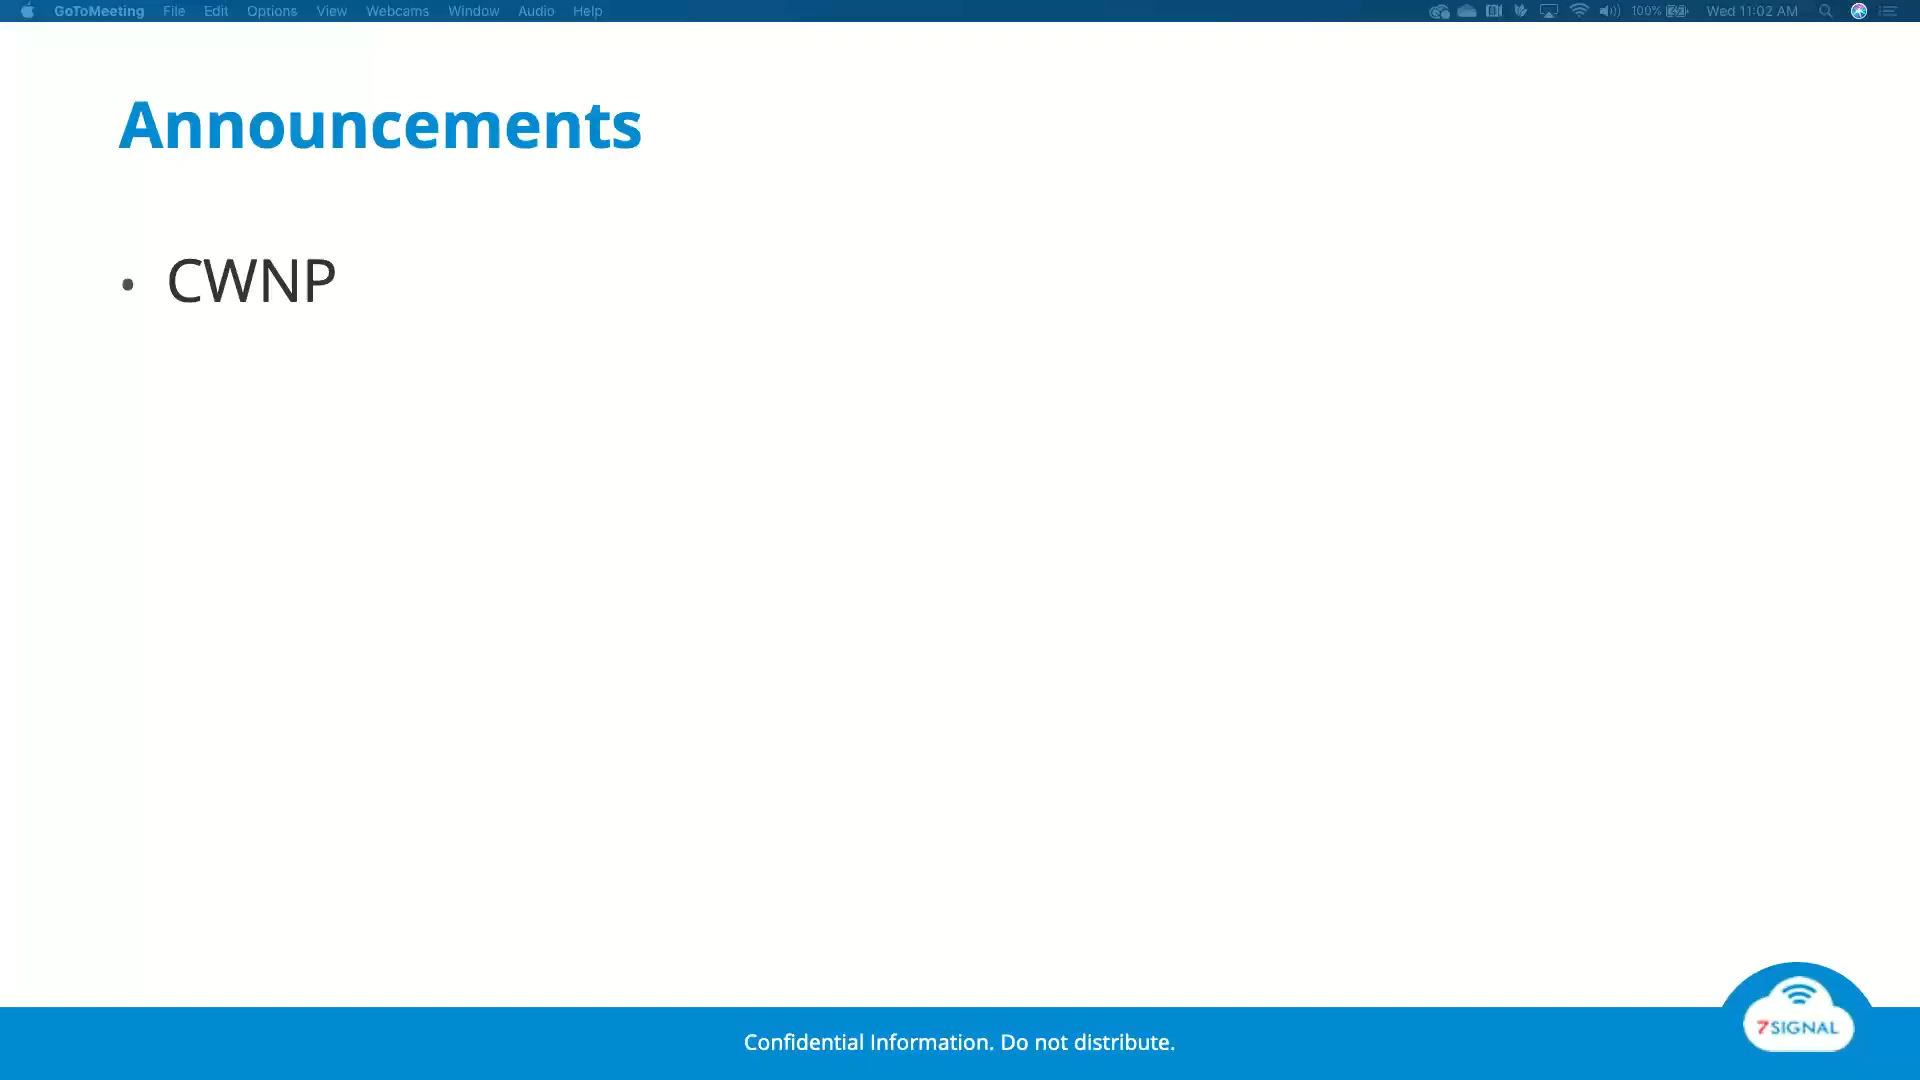 GoToMeeting File Edit Options View Webcams Window Audio Help 100% Wed 11:02 AM
Announcements
• CWNP
7SIGNAL
Confidential Information. Do not distribute.